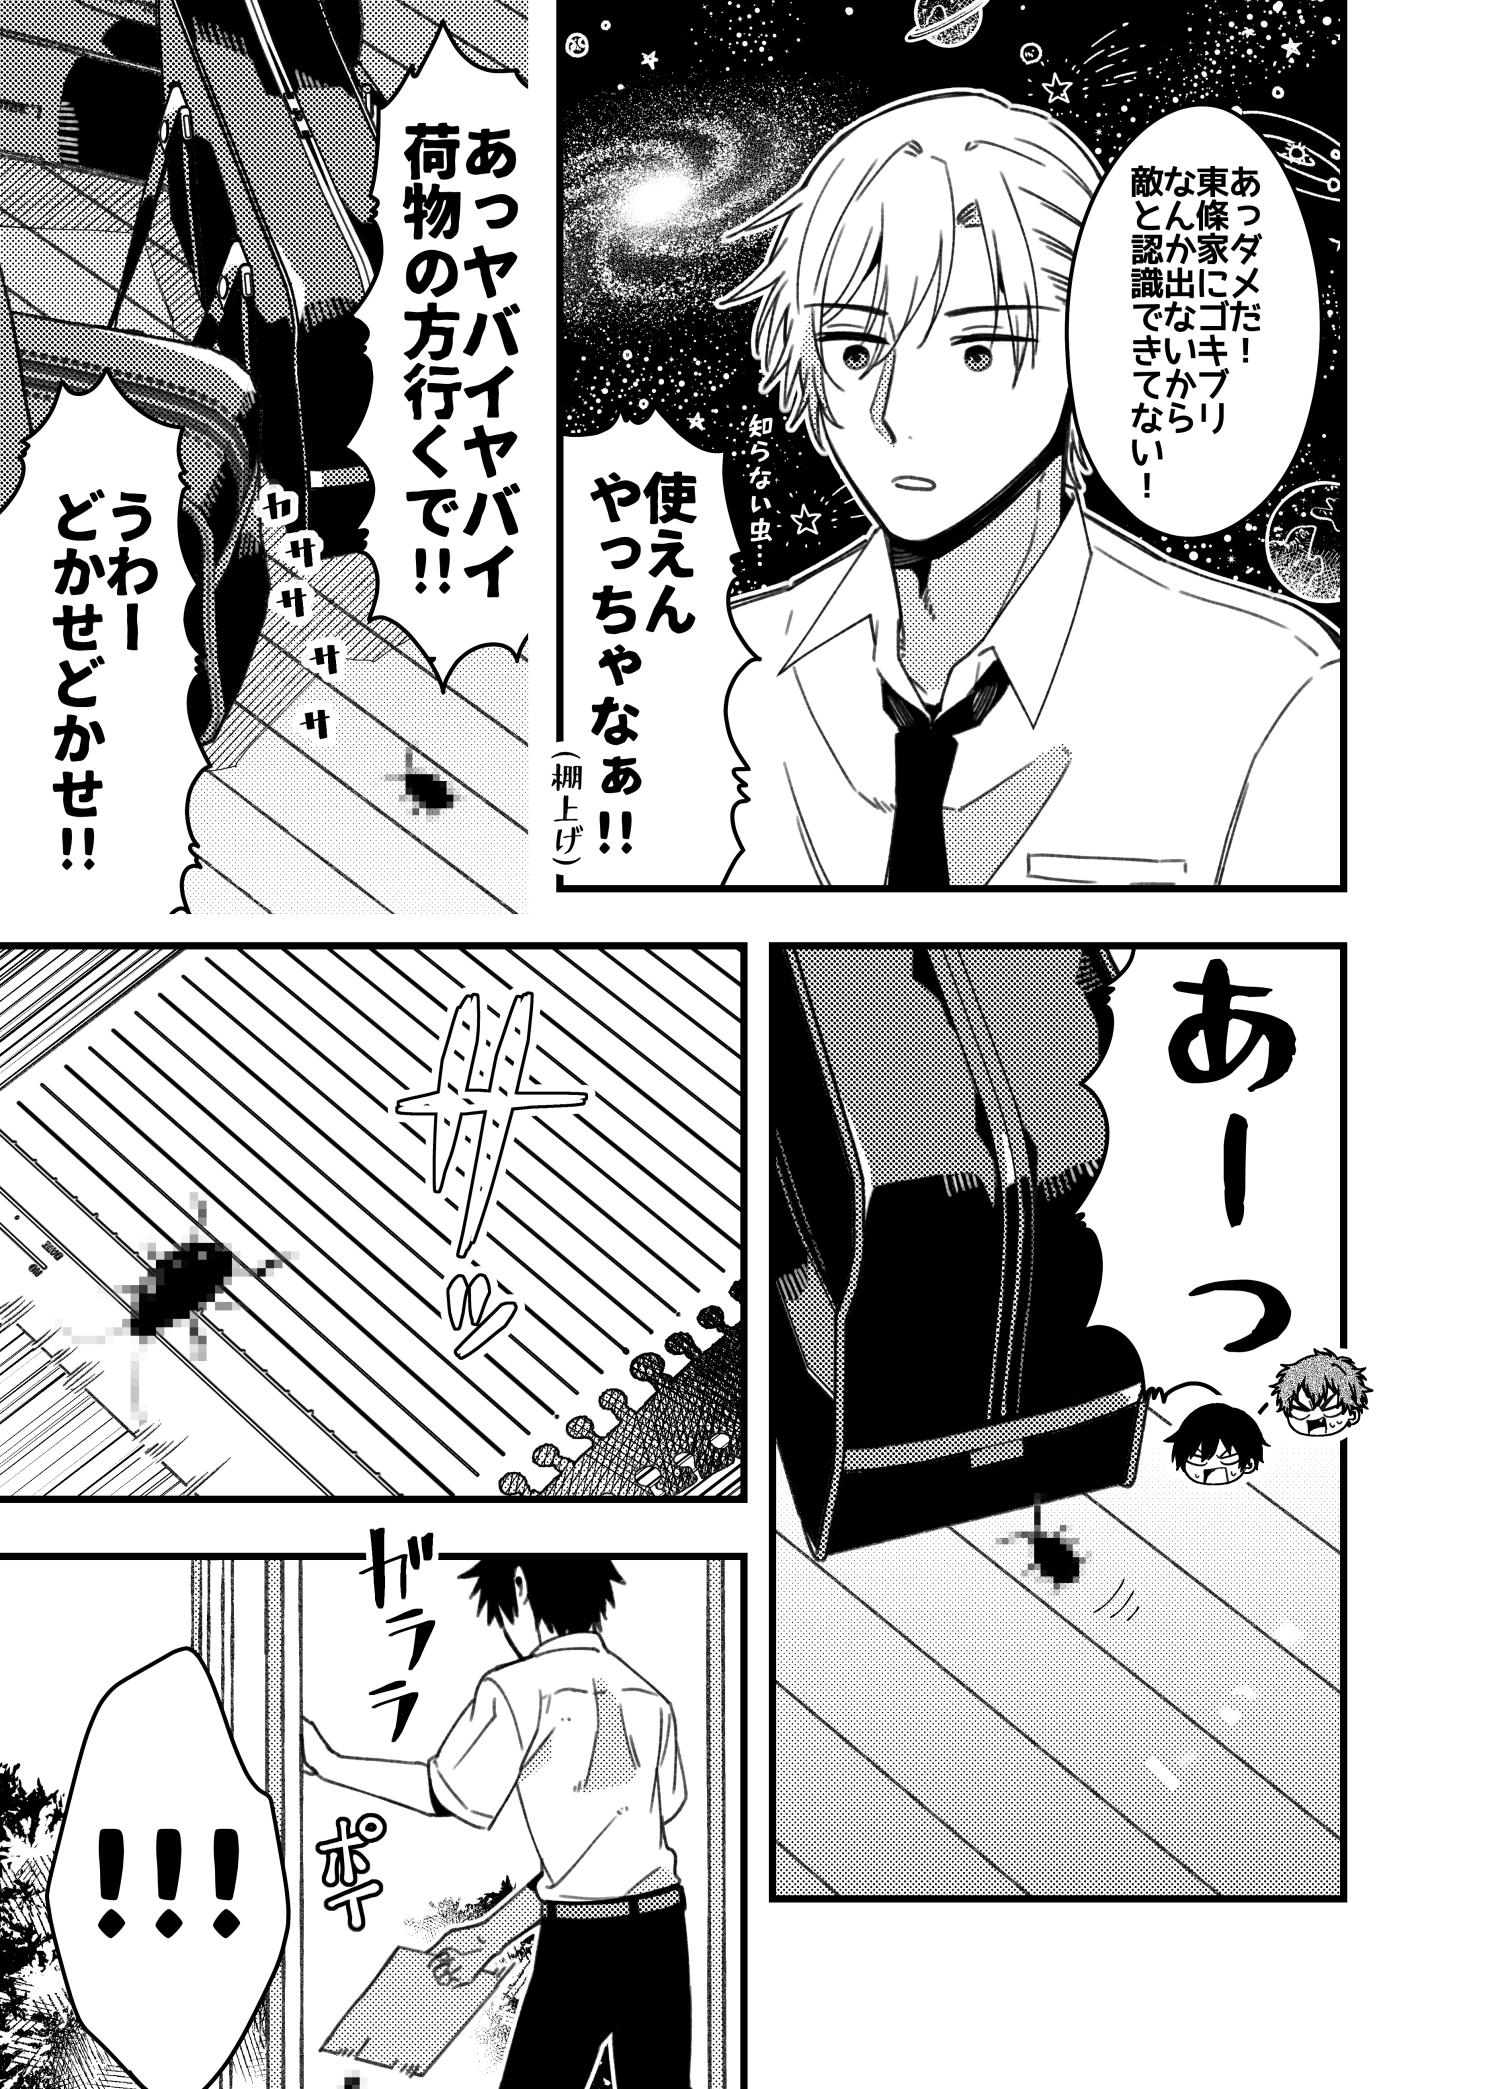 あっダメだ！
東條家にゴキブリ
なんか出ないから
敵と認識できてない！
知らない虫…
使えん
やっちゃなぁ!!
(棚上げ)
あっヤバイヤバイ
荷物の方行くで!!
カサササササ
うわー
どかせどかせ!!
あーっ
サッ
ガララ
ポイ
!!!
DATE
NO